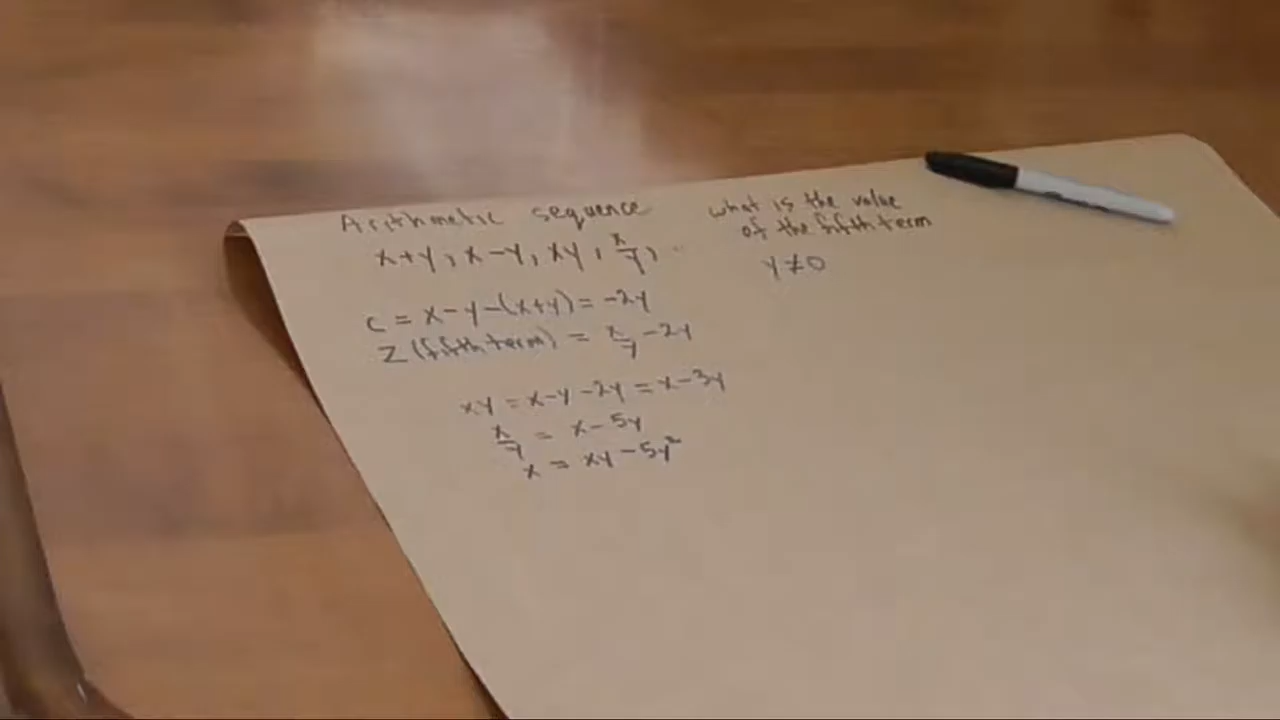 Arithmetic sequence
x+y, x-y, xy, x/y, ..
what is the value
of the fifth term
y≠0
c = x-y-(x+y) = -2y
z (fifth term) = x/y -2y
xy = x-y-2y = x-3y
x/y = x-5y
x = xy-5y²